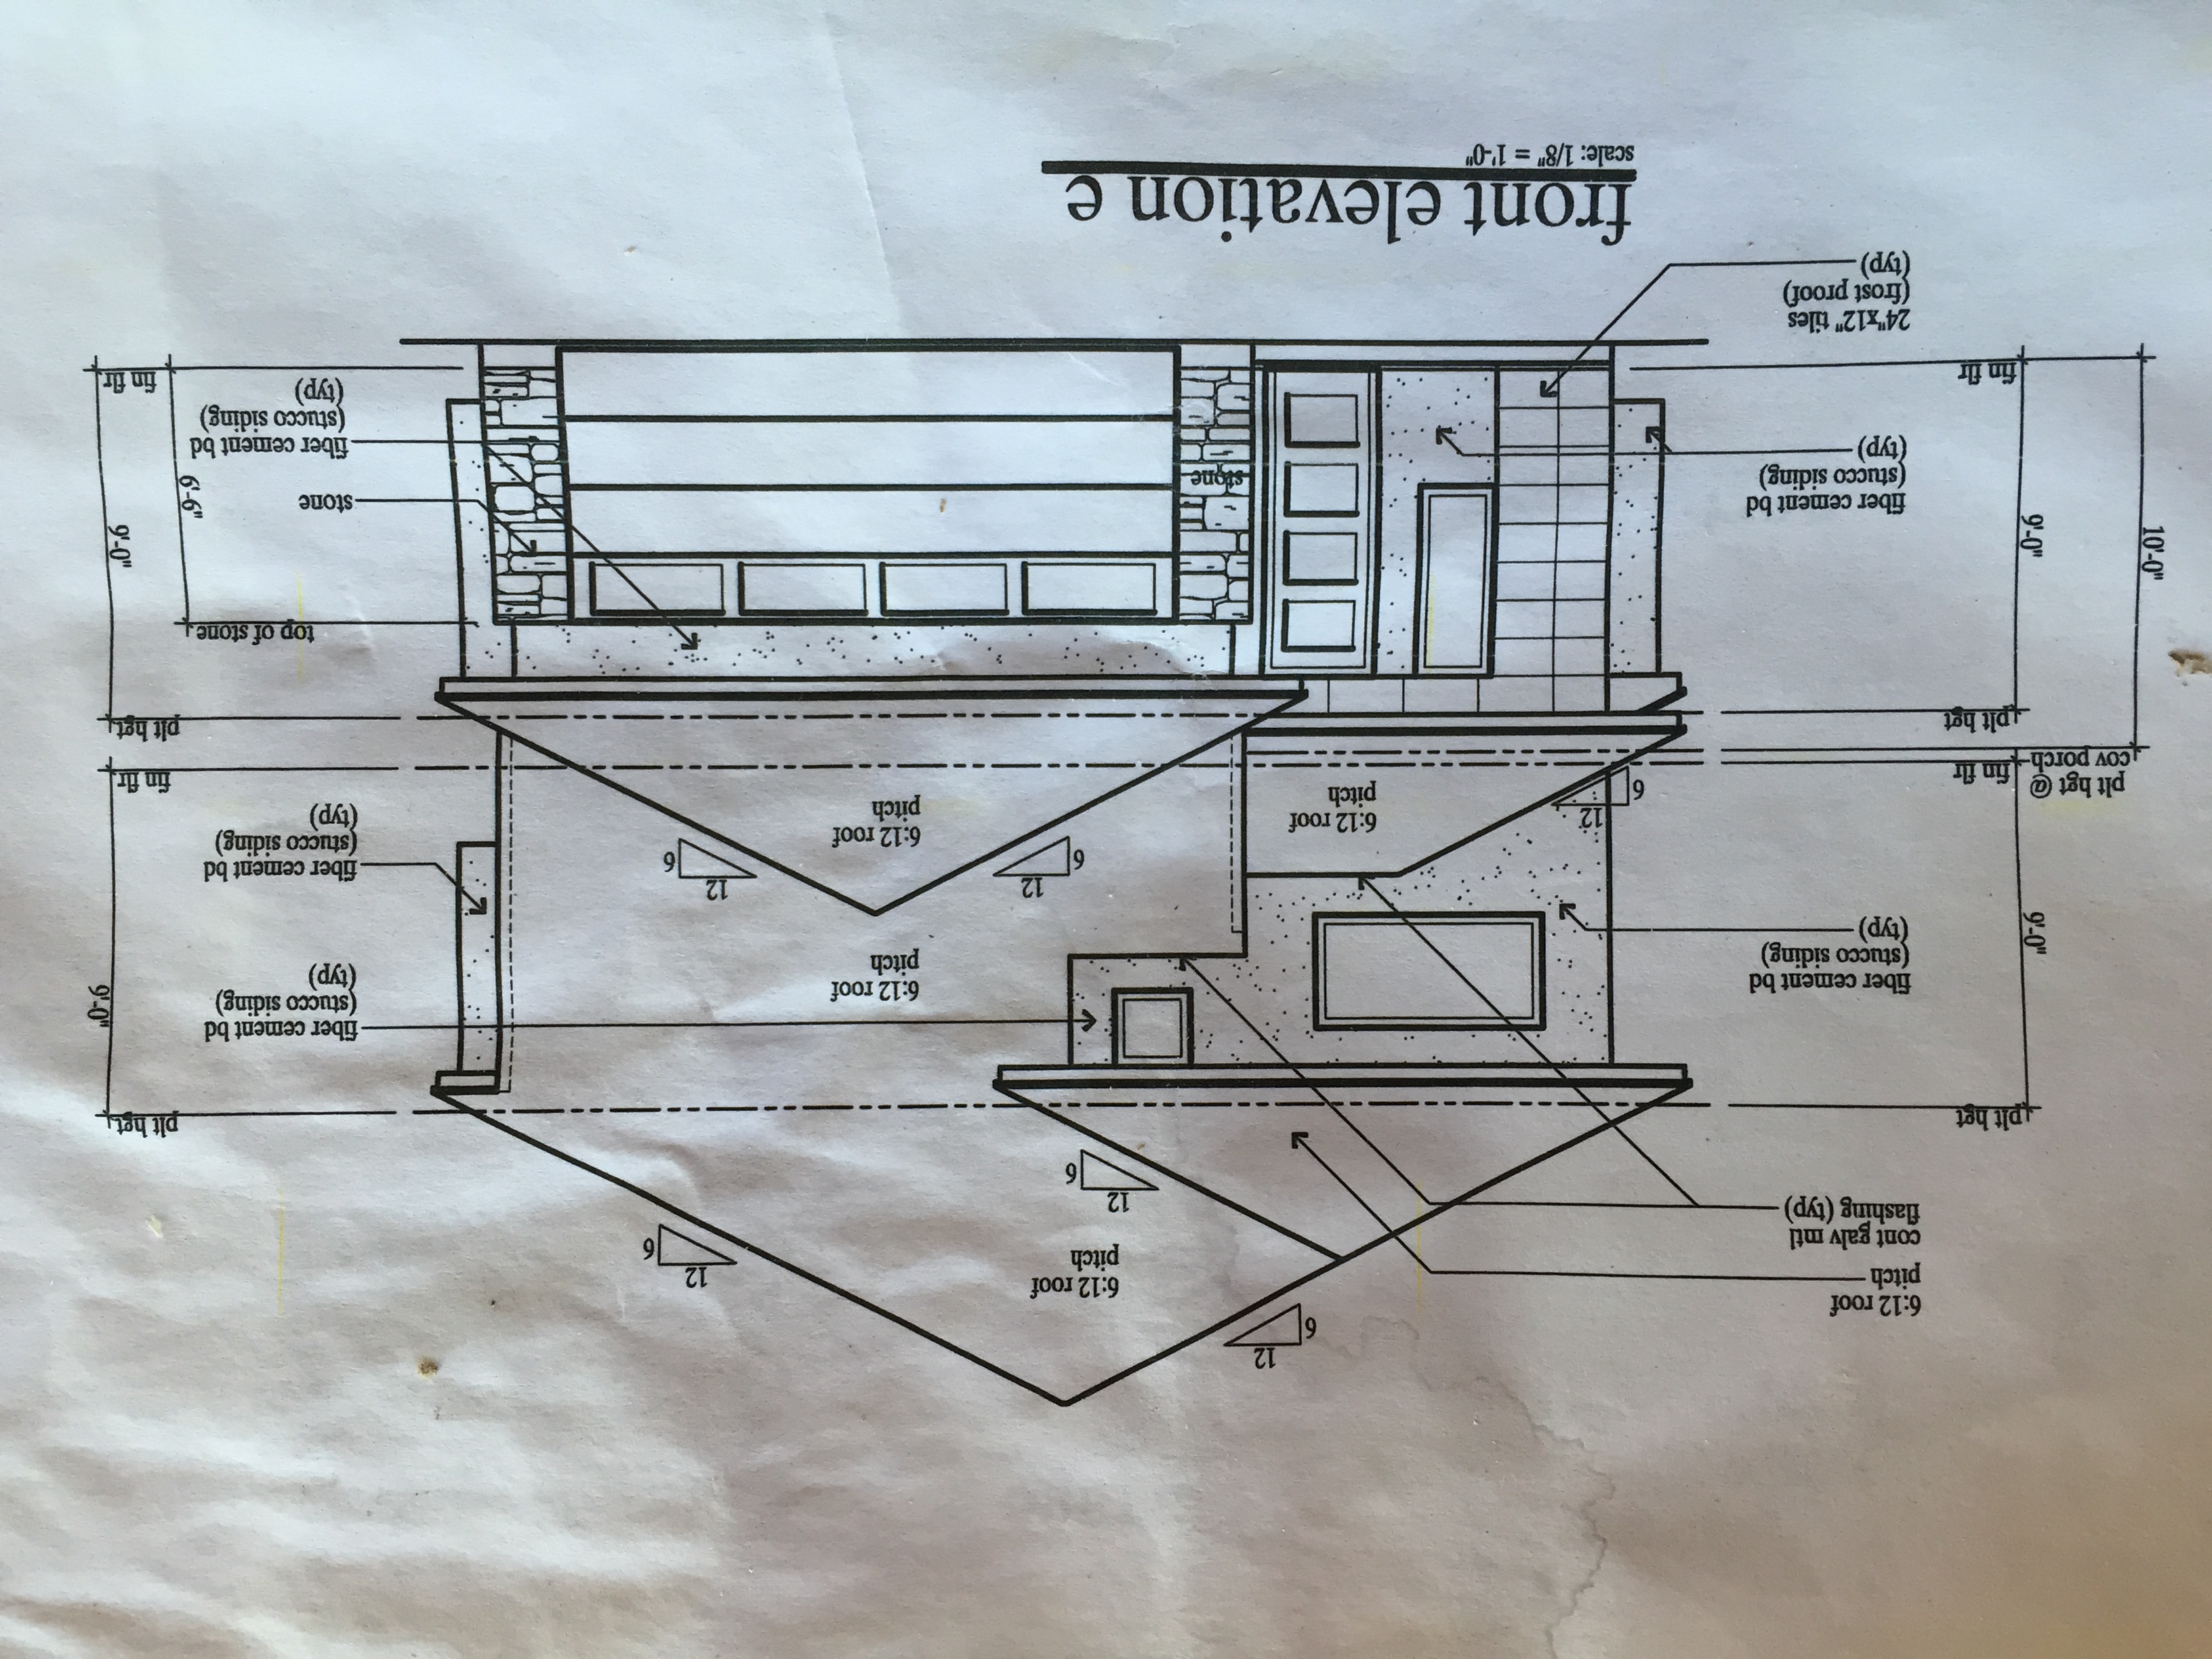 12
6
6:12 roof
pitch
6:12 roof
pitch
12
6
cont galv mtl
flashing (typ)
12
6
plt hgt
plt hgt
fiber cement bd
(stucco siding)
(typ)
9'-0"
6:12 roof
pitch
fiber cement bd
(stucco siding)
(typ)
9'-0"
12
6
12
6
fiber cement bd
(stucco siding)
(typ)
6:12 roof
pitch
12
6
6:12 roof
pitch
plt hgt @
cov porch
fin flr
fin flr
plt hgt
plt hgt
top of stone
10'-0"
9'-0"
9'-0"
6'-6"
fiber cement bd
(stucco siding)
(typ)
stone
stone
fiber cement bd
(stucco siding)
(typ)
fin flr
fin flr
24"x12" tiles
(frost proof)
(typ)
front elevation e
scale: 1/8" = 1'-0"